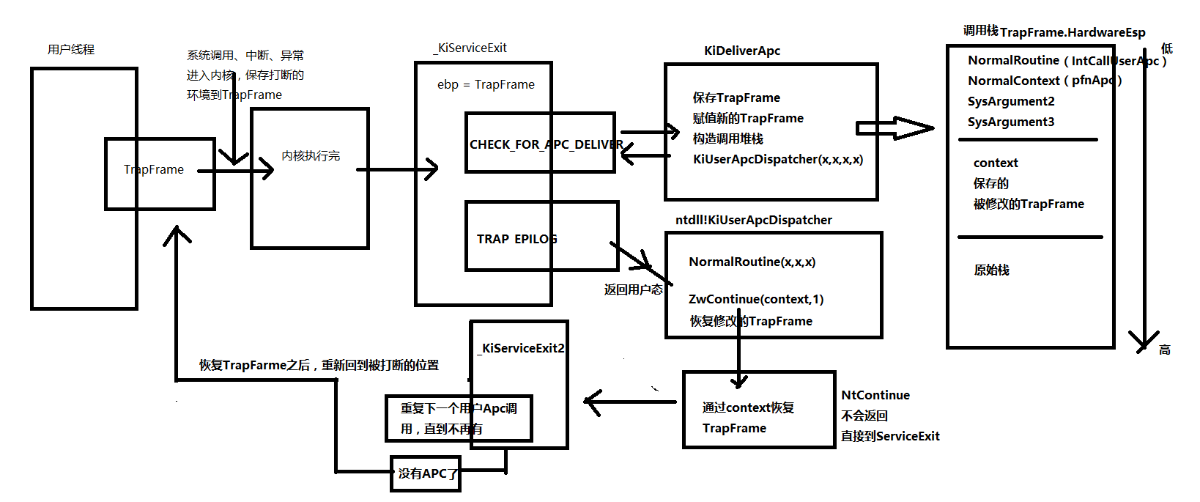 用户线程
TrapFrame
系统调用、中断、异常
进入内核，保存打断的
环境到TrapFrame
内核执行完
_KiServiceExit
ebp = TrapFrame
CHECK_FOR_APC_DELIVER
TRAP_EPILOG
返回用户态
KiDeliverApc
保存TrapFrame
赋值新的TrapFrame
构造调用堆栈
KiUserApcDispatcher(x,x,x,x)
ntdll!KiUserApcDispatcher
NormalRoutine(x,x,x)
ZwContinue(context,1)
恢复修改的TrapFrame
调用栈TrapFrame.HardwareEsp
低
NormalRoutine（IntCallUserApc）
NormalContext（pfnApc）
SysArgument2
SysArgument3
context
保存的
被修改的TrapFrame
原始栈
高
通过context恢复
TrapFrame
NtContinue
不会返回
直接到ServiceExit
_KiServiceExit2
重复下一个用户Apc调
用，直到不再有
没有APC了
恢复TrapFarme之后，重新回到被打断的位置